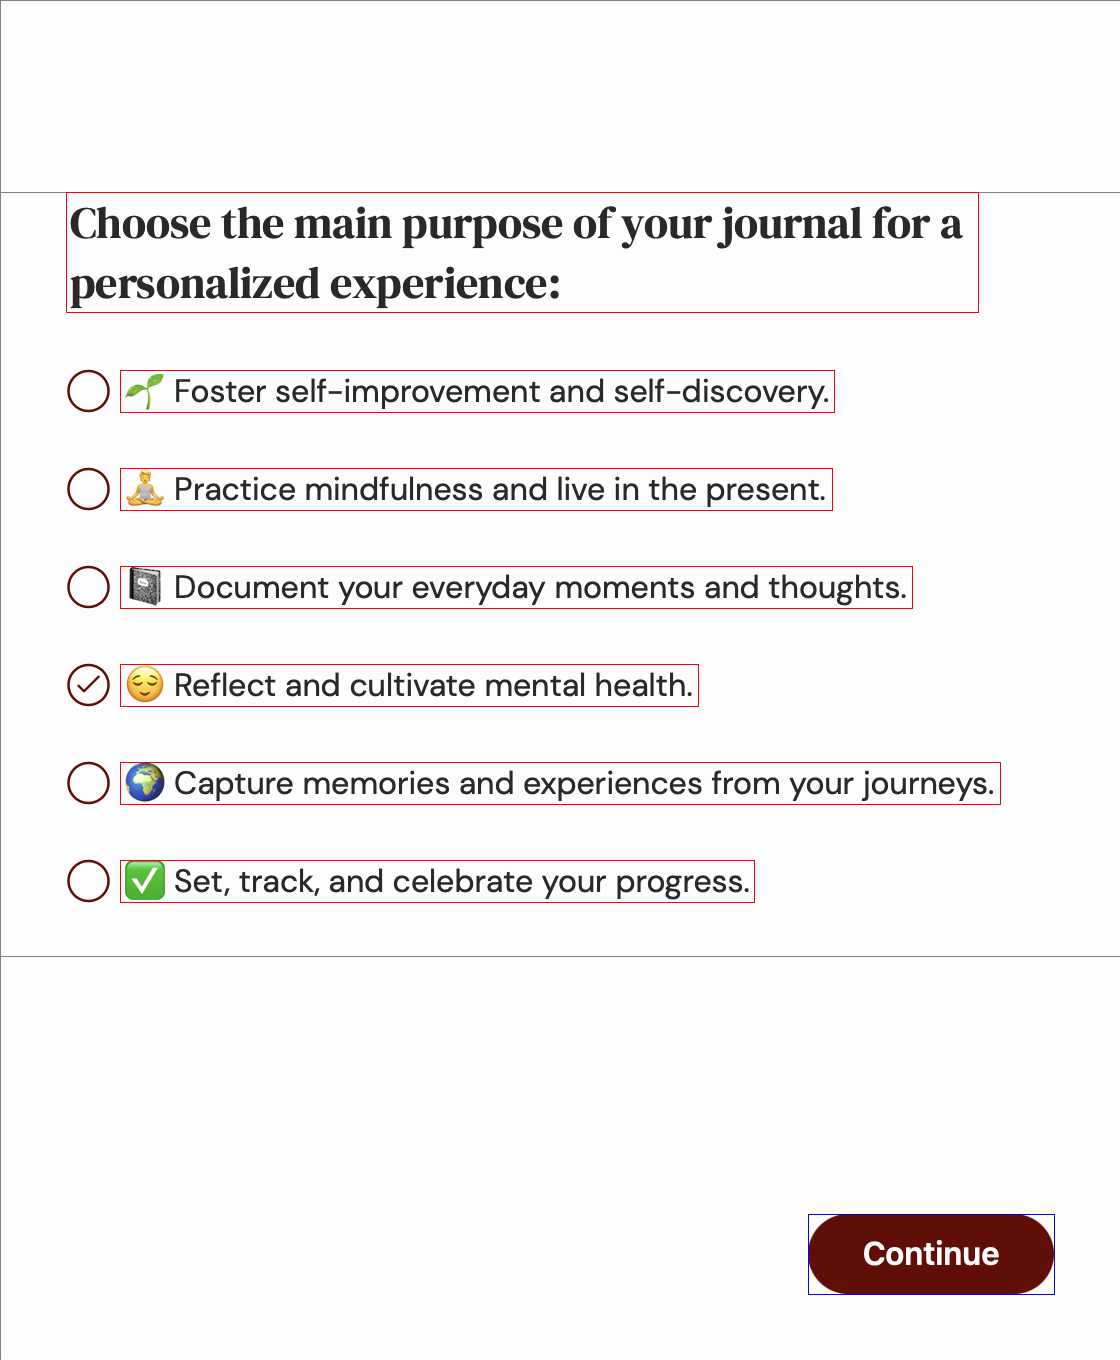 Choose the main purpose of your journal for a
personalized experience:
🌱 Foster self-improvement and self-discovery.
🧘 Practice mindfulness and live in the present.
📓 Document your everyday moments and thoughts.
😌 Reflect and cultivate mental health.
🌍 Capture memories and experiences from your journeys.
✅ Set, track, and celebrate your progress.
Continue